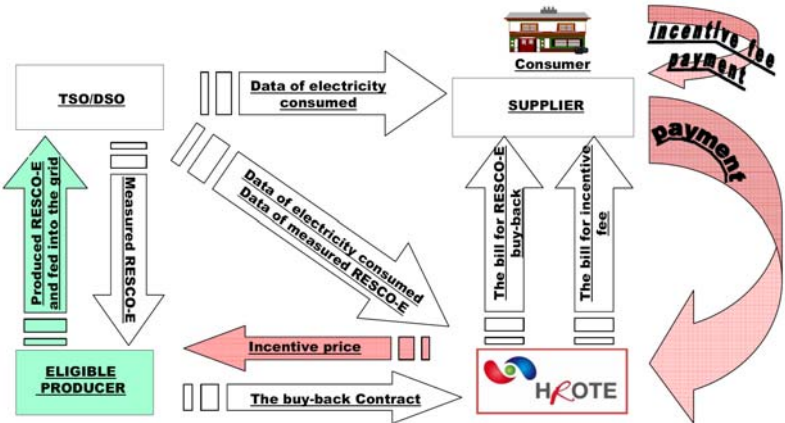 Consumer
incentive fee
payment
TSO/DSO
Data of electricity
consumed
SUPPLIER
payment
Produced RESCO-E
and fed into the grid
Measured RESCO-E
Data of electricity consumed
Data of measured RESCO-E
The bill for RESCO-E
buy-back
The bill for incentive
fee
Incentive price
ELIGIBLE
PRODUCER
The buy-back Contract
HROTE